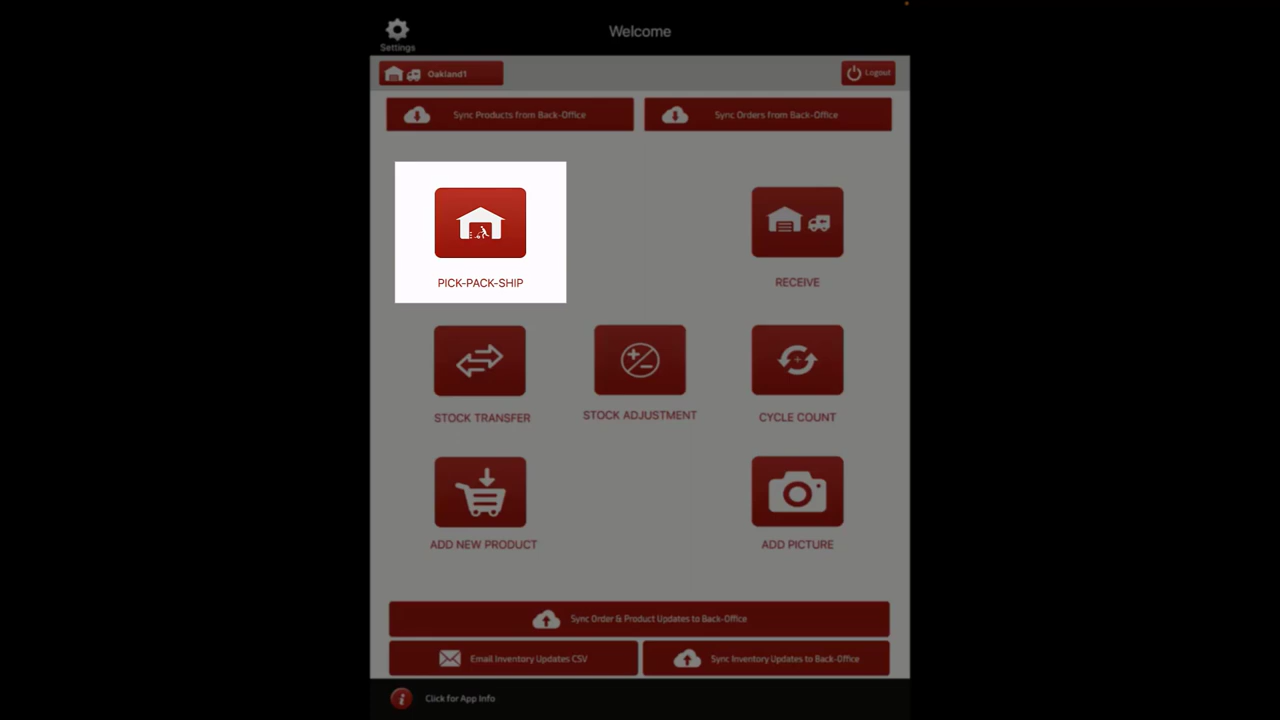 Welcome
Settings
Oakland1
Logout
Sync Products from Back-Office
Sync Orders from Back-Office
PICK-PACK-SHIP
RECEIVE
STOCK TRANSFER
STOCK ADJUSTMENT
CYCLE COUNT
ADD NEW PRODUCT
ADD PICTURE
Sync Order & Product Updates to Back-Office
Email Inventory Updates CSV
Sync Inventory Updates to Back-Office
Click for App Info